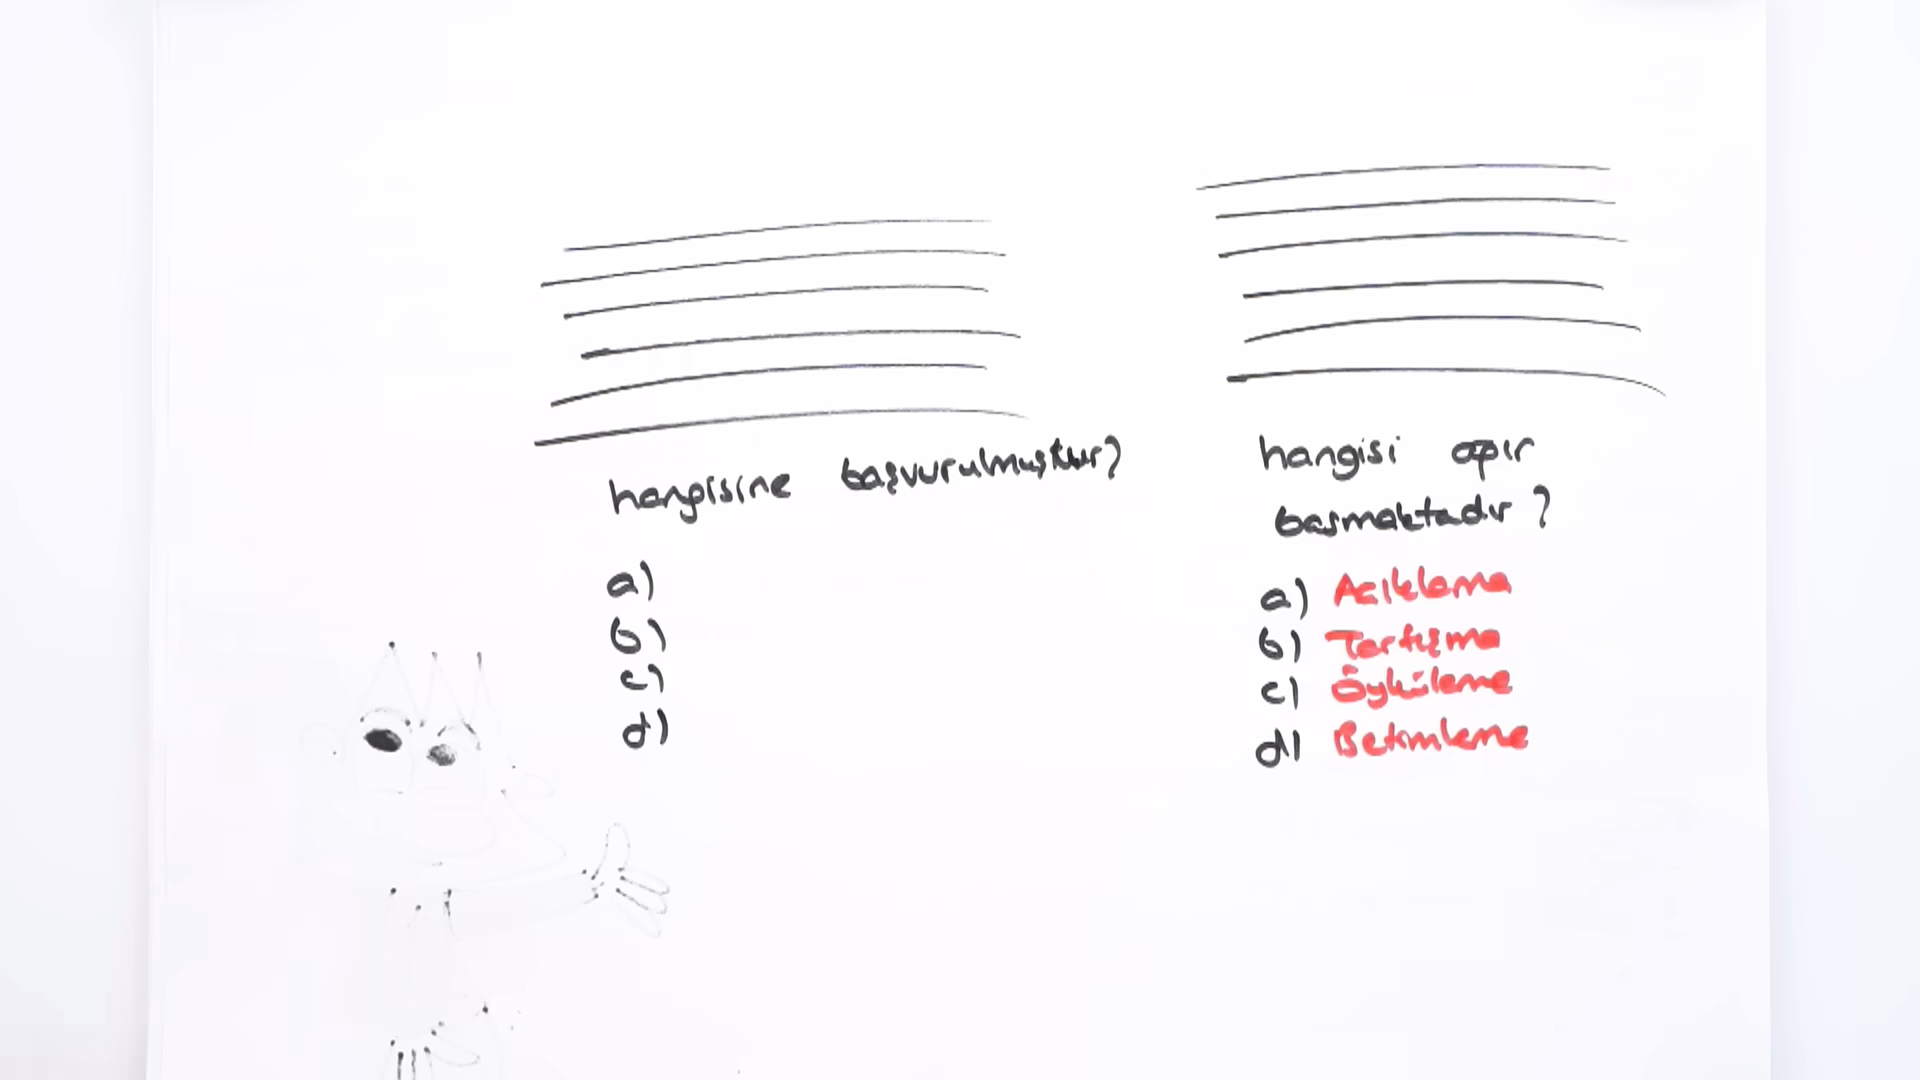 hangisine başvurulmuştur?
a)
b)
c)
d)
hangisi ağır
basmaktadır?
a) Açıklama
b) Tartışma
c) Öyküleme
d) Betimleme